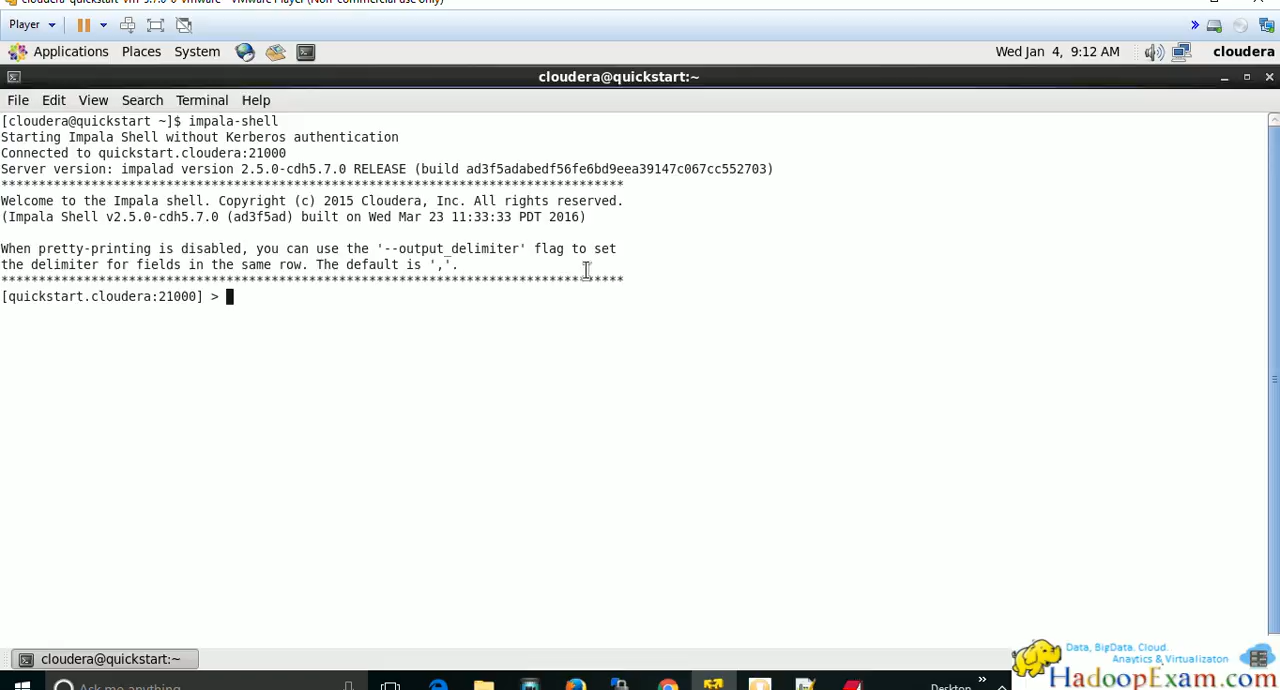 cloudera-quickstart-vm-5.7.0-0-vmware - VMware Player (Non-commercial use only)
Player
»
Applications Places System Wed Jan 4, 9:12 AM cloudera
cloudera@quickstart:~
File Edit View Search Terminal Help
[cloudera@quickstart ~]$ impala-shell
Starting Impala Shell without Kerberos authentication
Connected to quickstart.cloudera:21000
Server version: impalad version 2.5.0-cdh5.7.0 RELEASE (build ad3f5adabedf56fe6bd9eea39147c067cc552703)
***********************************************************************************
Welcome to the Impala shell. Copyright (c) 2015 Cloudera, Inc. All rights reserved.
(Impala Shell v2.5.0-cdh5.7.0 (ad3f5ad) built on Wed Mar 23 11:33:33 PDT 2016)
When pretty-printing is disabled, you can use the '--output_delimiter' flag to set
the delimiter for fields in the same row. The default is ','.
***********************************************************************************
[quickstart.cloudera:21000] >
cloudera@quickstart:~
Data, BigData. Cloud.
Anaytics & Virtualizaton
HadoopExam.com
Ask me anything Desktop »